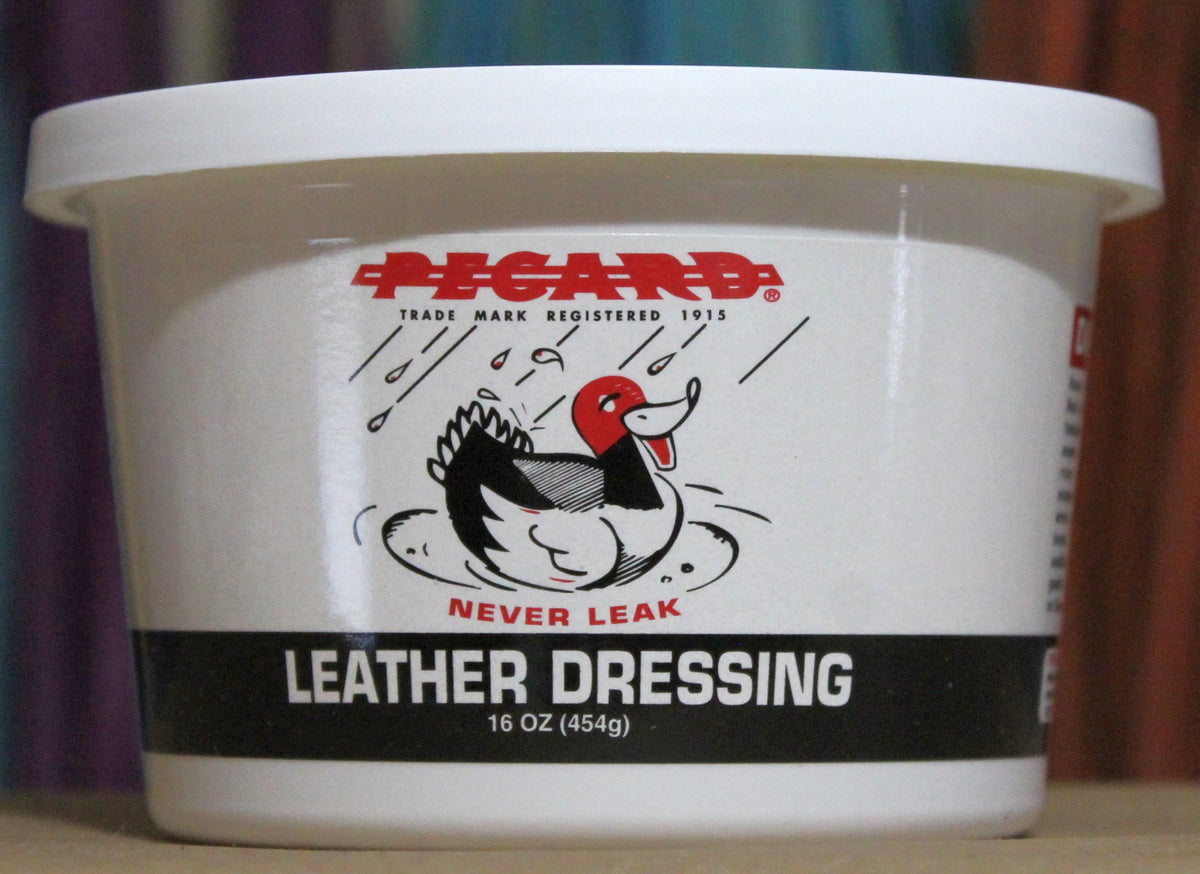 PECARD®
TRADE MARK REGISTERED 1915
NEVER LEAK
LEATHER DRESSING
16 OZ (454g)